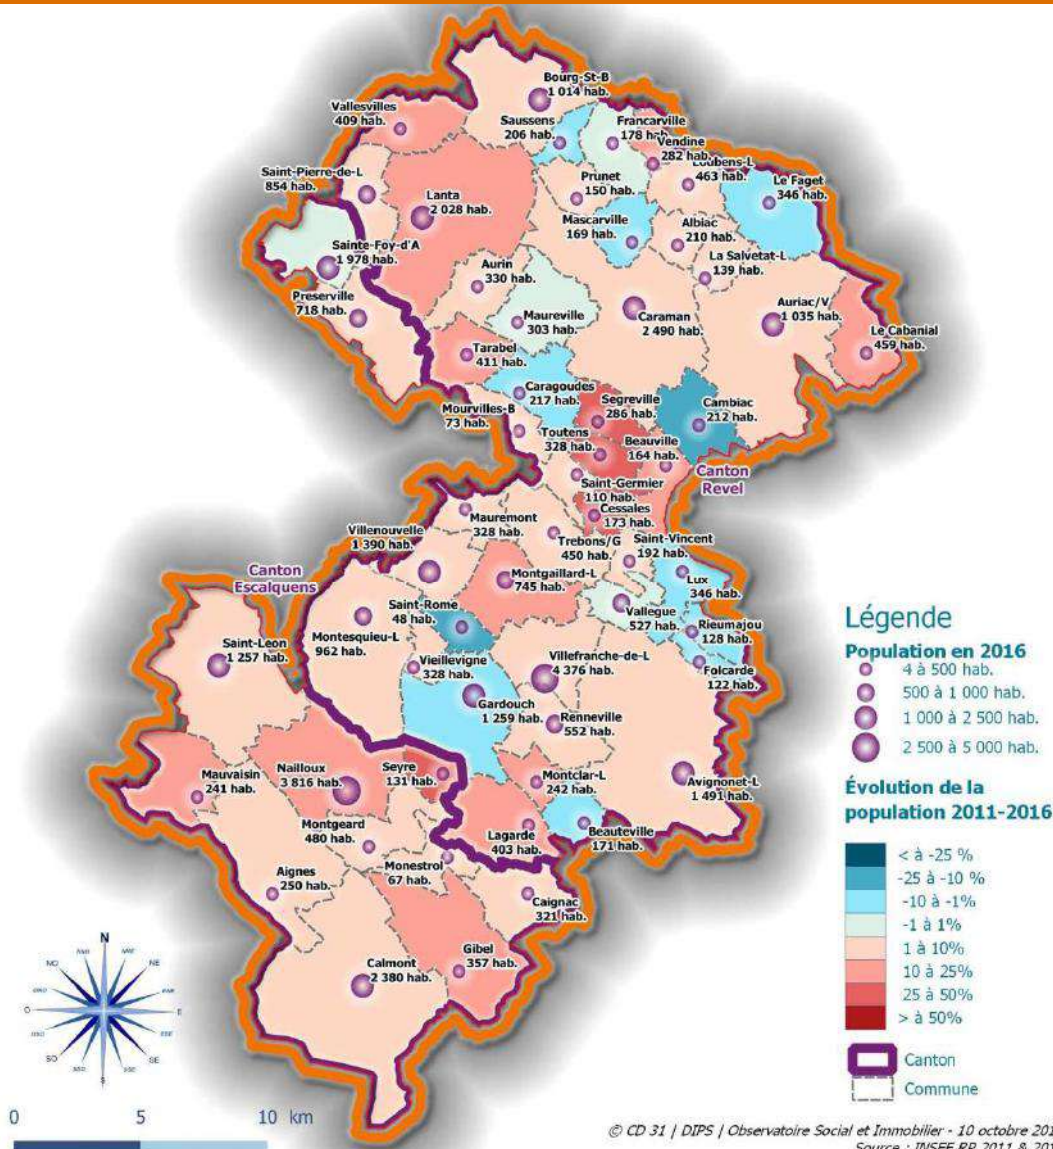 Bourg-St-B
1 014 hab.
Vallesvilles
409 hab.
Saussens
206 hab.
Francarville
178 hab.
Vendine
282 hab.
Loubens-L
463 hab.
Saint-Pierre-de-L
854 hab.
Lanta
2 028 hab.
Prunet
150 hab.
Le Faget
346 hab.
Mascarville
169 hab.
Albiac
210 hab.
Sainte-Foy-d'A
1 978 hab.
La Salvetat-L
139 hab.
Aurin
330 hab.
Preserville
718 hab.
Maureville
303 hab.
Caraman
2 490 hab.
Auriac/V
1 035 hab.
Le Cabanial
459 hab.
Tarabel
411 hab.
Caragoudes
217 hab.
Segreville
286 hab.
Cambiac
212 hab.
Mourvilles-B
73 hab.
Toutens
328 hab.
Beauville
164 hab.
Canton
Revel
Saint-Germier
110 hab.
Cessales
173 hab.
Mauremont
328 hab.
Villenouvelle
1 390 hab.
Trebons/G
450 hab.
Saint-Vincent
192 hab.
Canton
Escalquens
Montgaillard-L
745 hab.
Lux
346 hab.
Saint-Rome
48 hab.
Vallegue
527 hab.
Rieumajou
128 hab.
Saint-Leon
1 257 hab.
Montesquieu-L
962 hab.
Vieillevigne
328 hab.
Villefranche-de-L
4 376 hab.
Folcarde
122 hab.
Gardouch
1 259 hab.
Renneville
552 hab.
Mauvaisin
241 hab.
Nailloux
3 816 hab.
Seyre
131 hab.
Montclar-L
242 hab.
Avignonet-L
1 491 hab.
Montgeard
480 hab.
Lagarde
403 hab.
Beauteville
171 hab.
Aignes
250 hab.
Monestrol
67 hab.
Caignac
321 hab.
Calmont
2 380 hab.
Gibel
357 hab.
Légende
Population en 2016
4 à 500 hab.
500 à 1 000 hab.
1 000 à 2 500 hab.
2 500 à 5 000 hab.
Évolution de la
population 2011-2016
< à -25 %
-25 à -10 %
-10 à -1%
-1 à 1%
1 à 10%
10 à 25%
25 à 50%
> à 50%
Canton
Commune
N
NO
NE
O
E
SO
SE
S
0 5 10 km
© CD 31 | DIPS | Observatoire Social et Immobilier - 10 octobre 201
Source : INSEE RP 2011 & 201